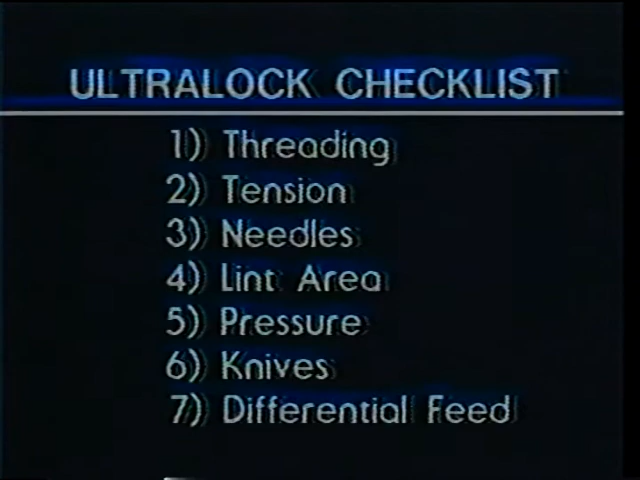 ULTRALOCK CHECKLIST
1) Threading
2) Tension
3) Needles
4) Lint Area
5) Pressure
6) Knives
7) Differential Feed